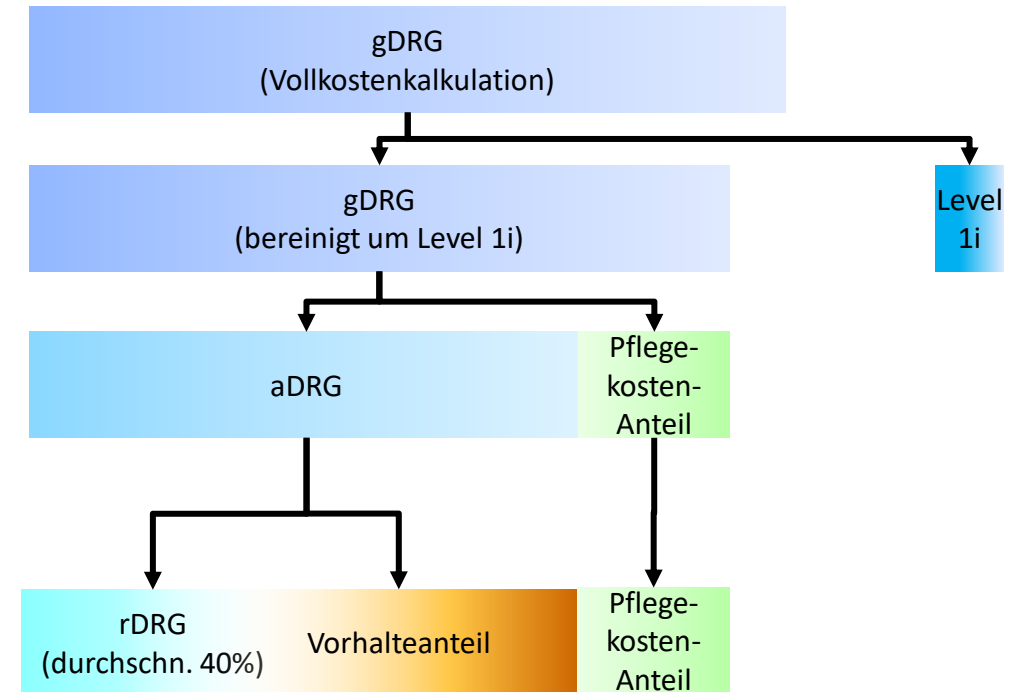 gDRG
(Vollkostenkalkulation)
gDRG
(bereinigt um Level 1i)
Level
1i
aDRG
Pflege-
kosten-
Anteil
rDRG
(durchschn. 40%)
Vorhalteanteil
Pflege-
kosten-
Anteil